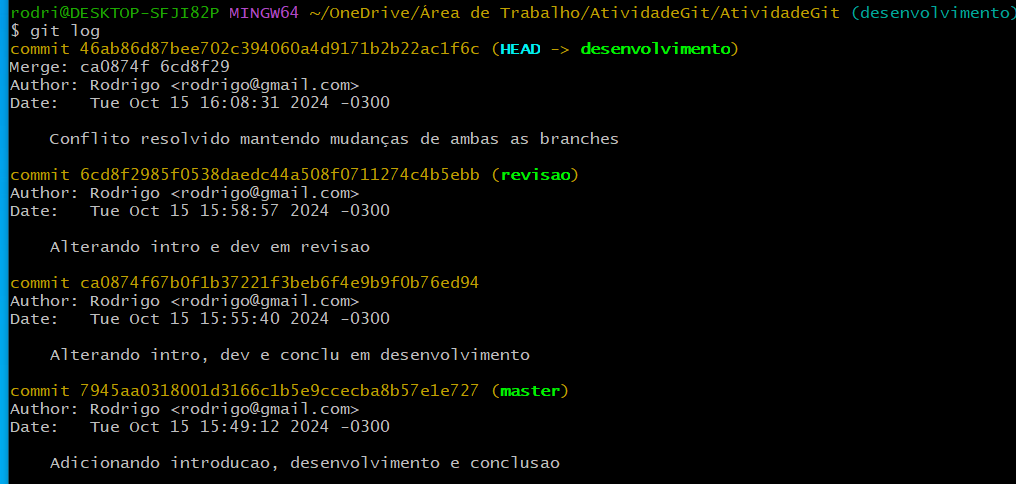 rodri@DESKTOP-SFJI82P MINGW64 ~/OneDrive/Área de Trabalho/AtividadeGit/AtividadeGit (desenvolvimento)
$ git log
commit 46ab86d87bee702c394060a4d9171b2b22ac1f6c (HEAD -> desenvolvimento)
Merge: ca0874f 6cd8f29
Author: Rodrigo <rodrigo@gmail.com>
Date:   Tue Oct 15 16:08:31 2024 -0300
    Conflito resolvido mantendo mudanças de ambas as branches
commit 6cd8f2985f0538daedc44a508f0711274c4b5ebb (revisao)
Author: Rodrigo <rodrigo@gmail.com>
Date:   Tue Oct 15 15:58:57 2024 -0300
    Alterando intro e dev em revisao
commit ca0874f67b0f1b37221f3beb6f4e9b9f0b76ed94
Author: Rodrigo <rodrigo@gmail.com>
Date:   Tue Oct 15 15:55:40 2024 -0300
    Alterando intro, dev e conclu em desenvolvimento
commit 7945aa0318001d3166c1b5e9ccecba8b57e1e727 (master)
Author: Rodrigo <rodrigo@gmail.com>
Date:   Tue Oct 15 15:49:12 2024 -0300
    Adicionando introducao, desenvolvimento e conclusao